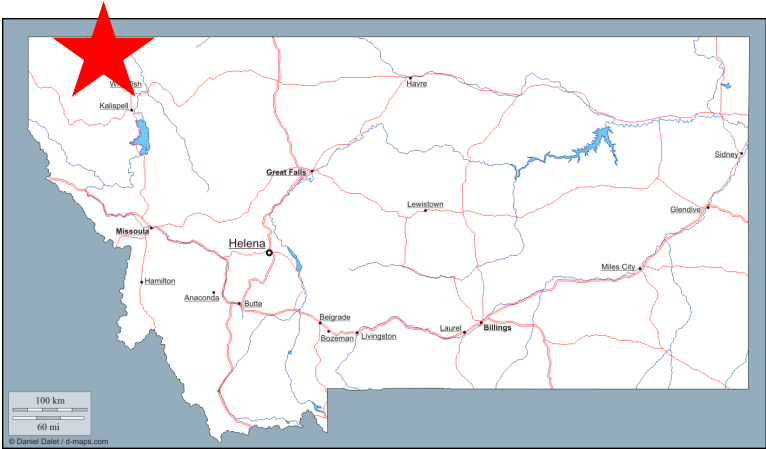 Havre
Kalispell
Sidney
Great Falls
Lewistown
Glendive
Missoula
Helena
Miles City
Hamilton
Anaconda
Butte
Belgrade
Bozeman
Livingston
Laurel
Billings
100 km
60 mi
© Daniel Dalet / d-maps.com